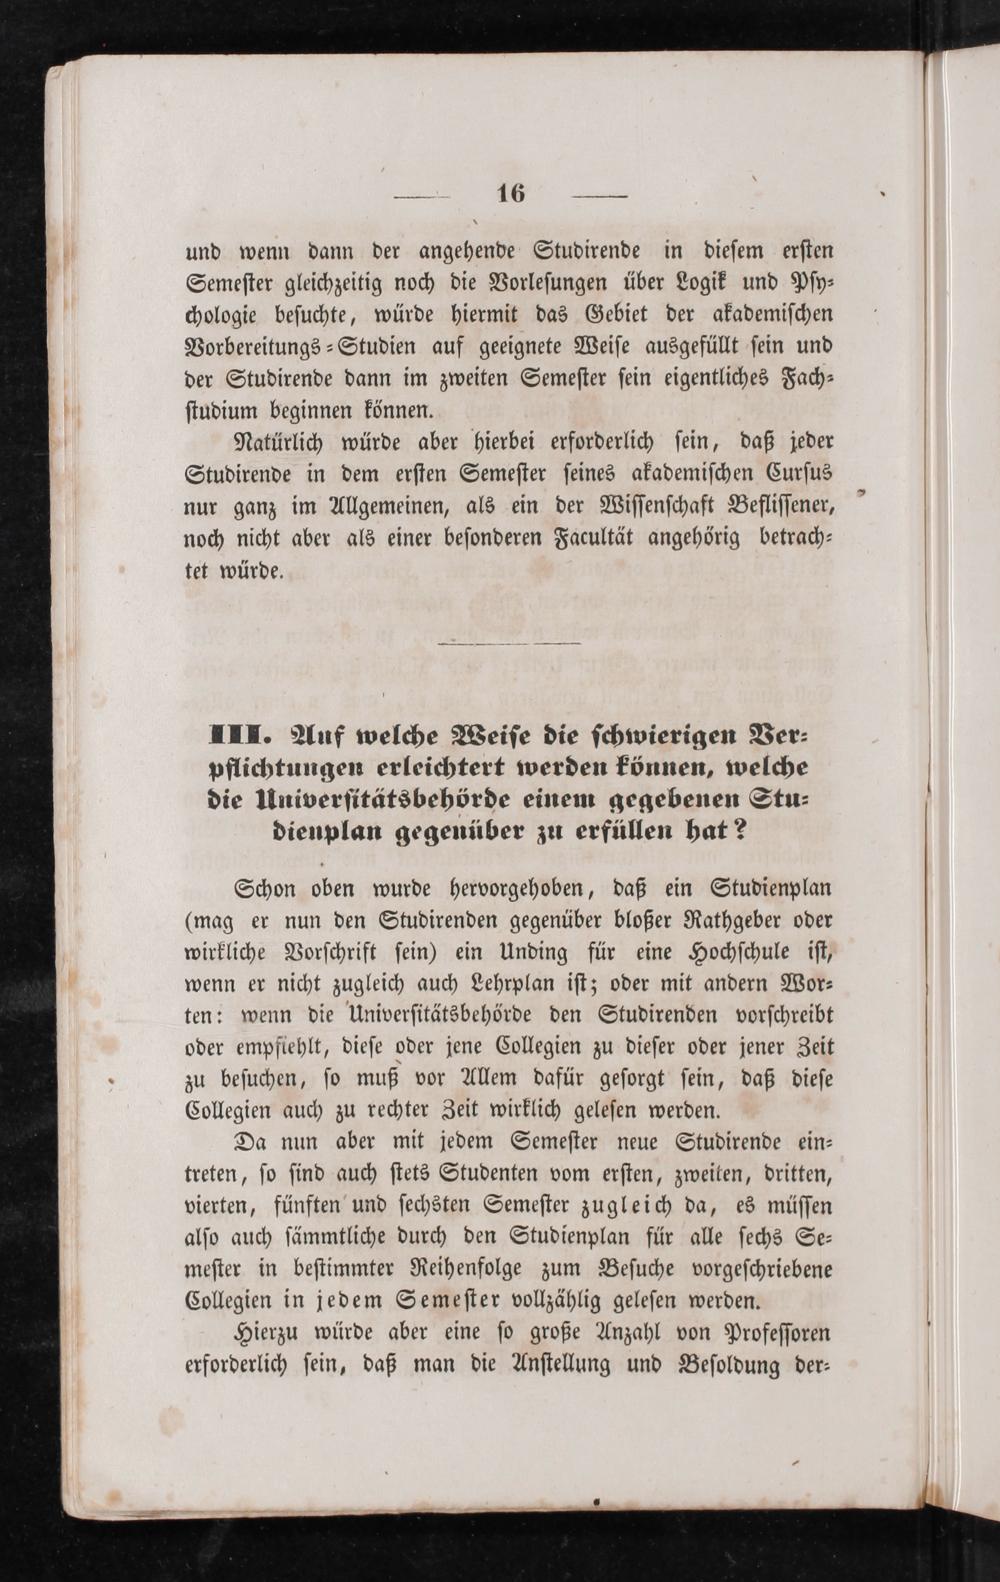 16
und wenn dann der angehende Studirende in diesem ersten
Semester gleichzeitig noch die Vorlesungen über Logik und Psy-
chologie besuchte, würde hiermit das Gebiet der akademischen
Vorbereitungs-Studien auf geeignete Weise ausgefüllt sein und
der Studirende dann im zweiten Semester sein eigentliches Fach-
studium beginnen können.
Natürlich würde aber hierbei erforderlich sein, daß jeder
Studirende in dem ersten Semester seines akademischen Cursus
nur ganz im Allgemeinen, als ein der Wissenschaft Beflissener,
noch nicht aber als einer besonderen Facultät angehörig betrach-
tet würde.
III. Auf welche Weise die schwierigen Ver-
pflichtungen erleichtert werden können, welche
die Universitätsbehörde einem gegebenen Stu-
dienplan gegenüber zu erfüllen hat?
Schon oben wurde hervorgehoben, daß ein Studienplan
(mag er nun den Studirenden gegenüber bloßer Rathgeber oder
wirkliche Vorschrift sein) ein Unding für eine Hochschule ist,
wenn er nicht zugleich auch Lehrplan ist; oder mit andern Wor-
ten: wenn die Universitätsbehörde den Studirenden vorschreibt
oder empfiehlt, diese oder jene Collegien zu dieser oder jener Zeit
zu besuchen, so muß vor Allem dafür gesorgt sein, daß diese
Collegien auch zu rechter Zeit wirklich gelesen werden.
Da nun aber mit jedem Semester neue Studirende ein-
treten, so sind auch stets Studenten vom ersten, zweiten, dritten,
vierten, fünften und sechsten Semester zugleich da, es müssen
also auch sämmtliche durch den Studienplan für alle sechs Se-
mester in bestimmter Reihenfolge zum Besuche vorgeschriebene
Collegien in jedem Semester vollzählig gelesen werden.
Hierzu würde aber eine so große Anzahl von Professoren
erforderlich sein, daß man die Anstellung und Besoldung der-